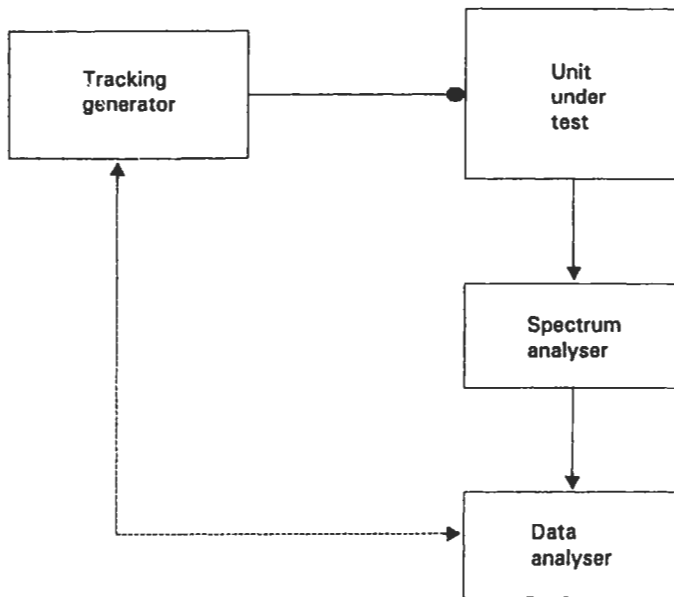 Tracking
generator
Unit
under
test
Spectrum
analyser
Data
analyser